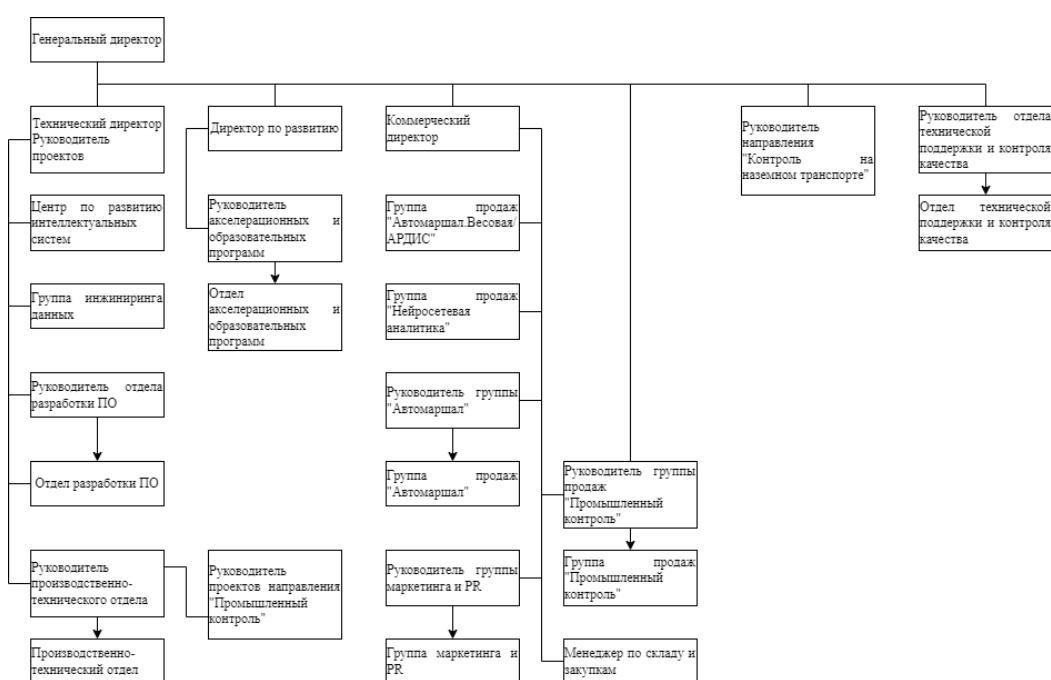 Генеральный директор
Технический директор
Руководитель
проектов
Директор по развитию
Коммерческий
директор
Руководитель
направления
"Контроль на
наземном транспорте"
Руководитель отдела
технической
поддержки и контроля
качества
Центр по развитию
интеллектуальных
систем
Руководитель
акселерационных и
образовательных
программ
Группа продаж
"Автомаршал.Весовая/
АРДИС"
Отдел технической
поддержки и контроля
качества
Группа инжиниринга
данных
Отдел
акселерационных и
образовательных
программ
Группа продаж
"Нейросетевая
аналитика"
Руководитель отдела
разработки ПО
Руководитель группы
"Автомаршал"
Отдел разработки ПО
Группа продаж
"Автомаршал"
Руководитель группы
продаж
"Промышленный
контроль"
Руководитель
производственно-
технического отдела
Руководитель
проектов направления
"Промышленный
контроль"
Руководитель группы
маркетинга и PR
Группа продаж
"Промышленный
контроль"
Производственно-
технический отдел
Группа маркетинга и
PR
Менеджер по складу и
закупкам